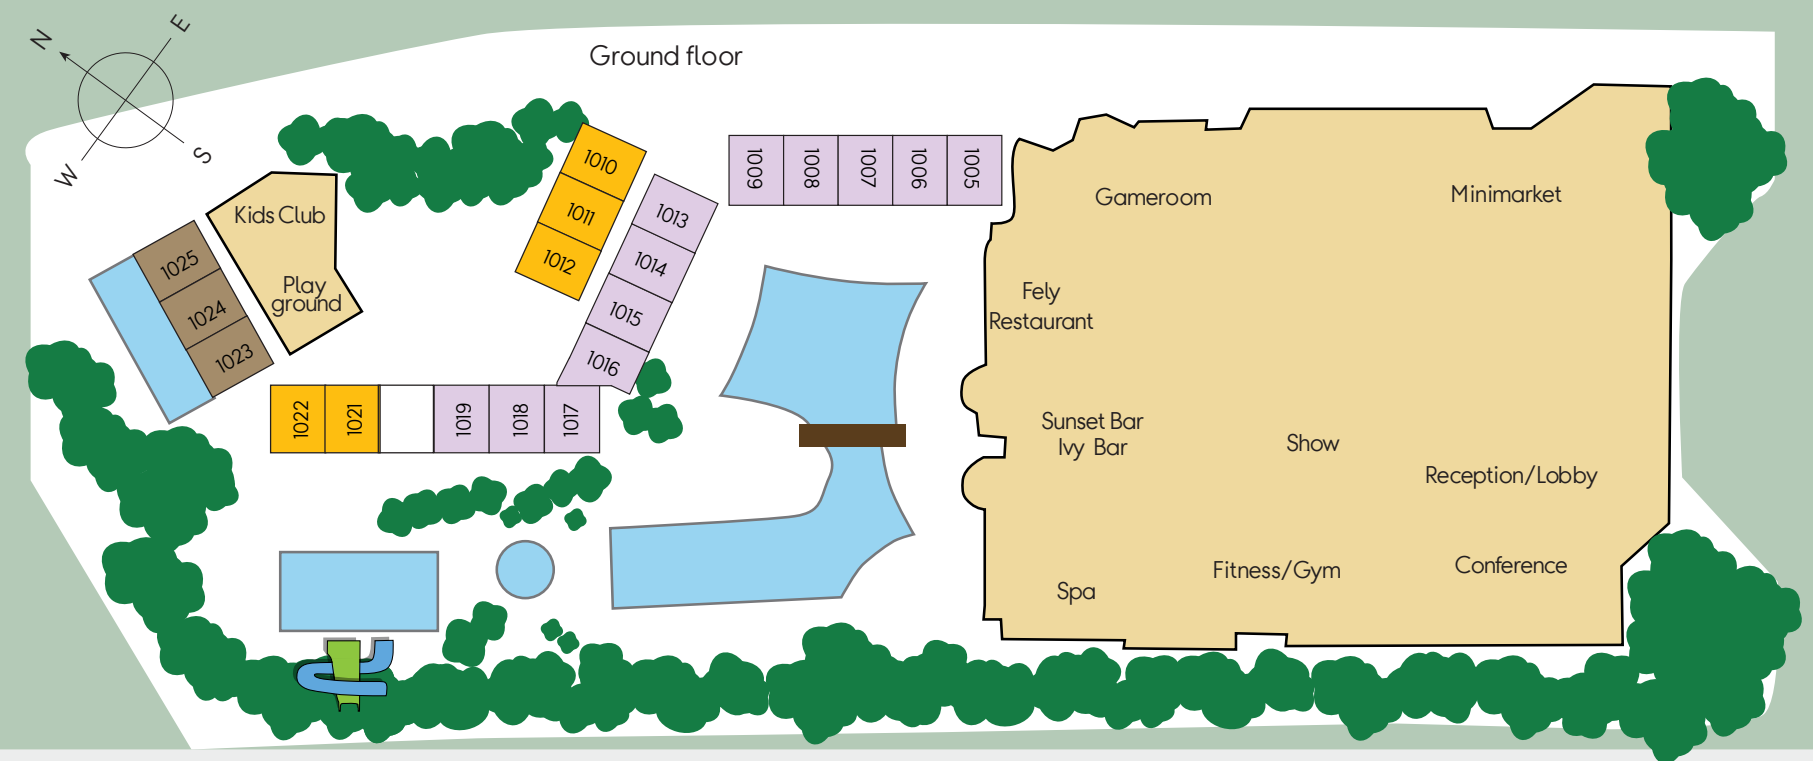 N
E
W
S
Ground floor
1010
1011
1012
1013
1014
1015
1016
1009
1008
1007
1006
1005
Kids Club
Play
ground
1025
1024
1023
1022
1021
1019
1018
1017
Gameroom
Minimarket
Fely
Restaurant
Sunset Bar
Ivy Bar
Show
Reception/Lobby
Spa
Fitness/Gym
Conference